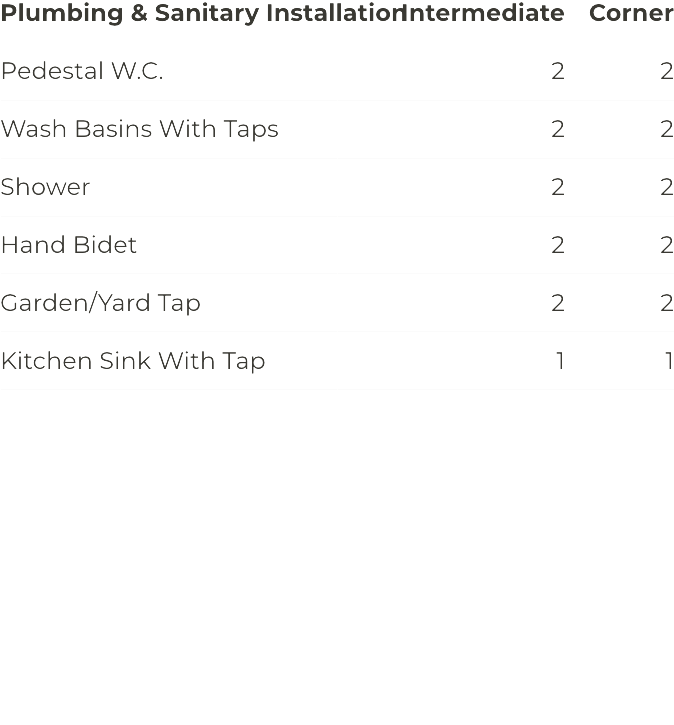 Plumbing & Sanitary Installation Intermediate Corner
Pedestal W.C. 2 2
Wash Basins With Taps 2 2
Shower 2 2
Hand Bidet 2 2
Garden/Yard Tap 2 2
Kitchen Sink With Tap 1 1